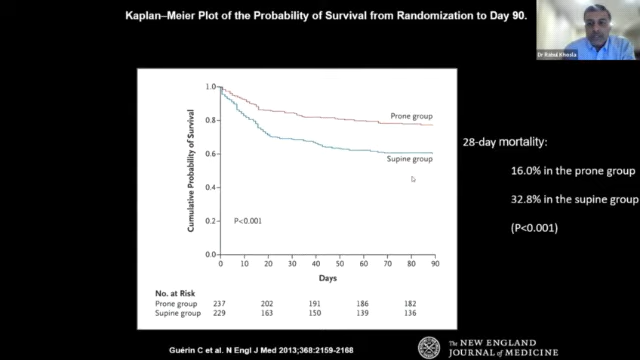 Kaplan–Meier Plot of the Probability of Survival from Randomization to Day 90.
Dr Rahul Khosla
Cumulative Probability of Survival
1.0
0.8
0.6
0.4
0.2
0.0
Prone group
Supine group
P<0.001
0 10 20 30 40 50 60 70 80 90
Days
No. at Risk
Prone group 237 202 191 186 182
Supine group 229 163 150 139 136
28-day mortality:
16.0% in the prone group
32.8% in the supine group
(P<0.001)
Guérin C et al. N Engl J Med 2013;368:2159-2168
The NEW ENGLAND
JOURNAL of MEDICINE